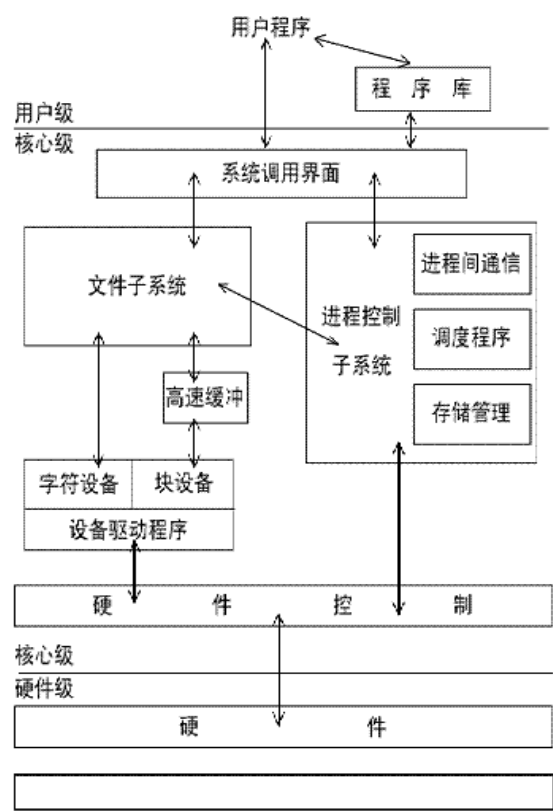 用户程序
程 序 库
用户级
核心级
系统调用界面
文件子系统
进程控制
子系统
进程间通信
调度程序
存储管理
高速缓冲
字符设备
块设备
设备驱动程序
硬 件 控 制
核心级
硬件级
硬 件